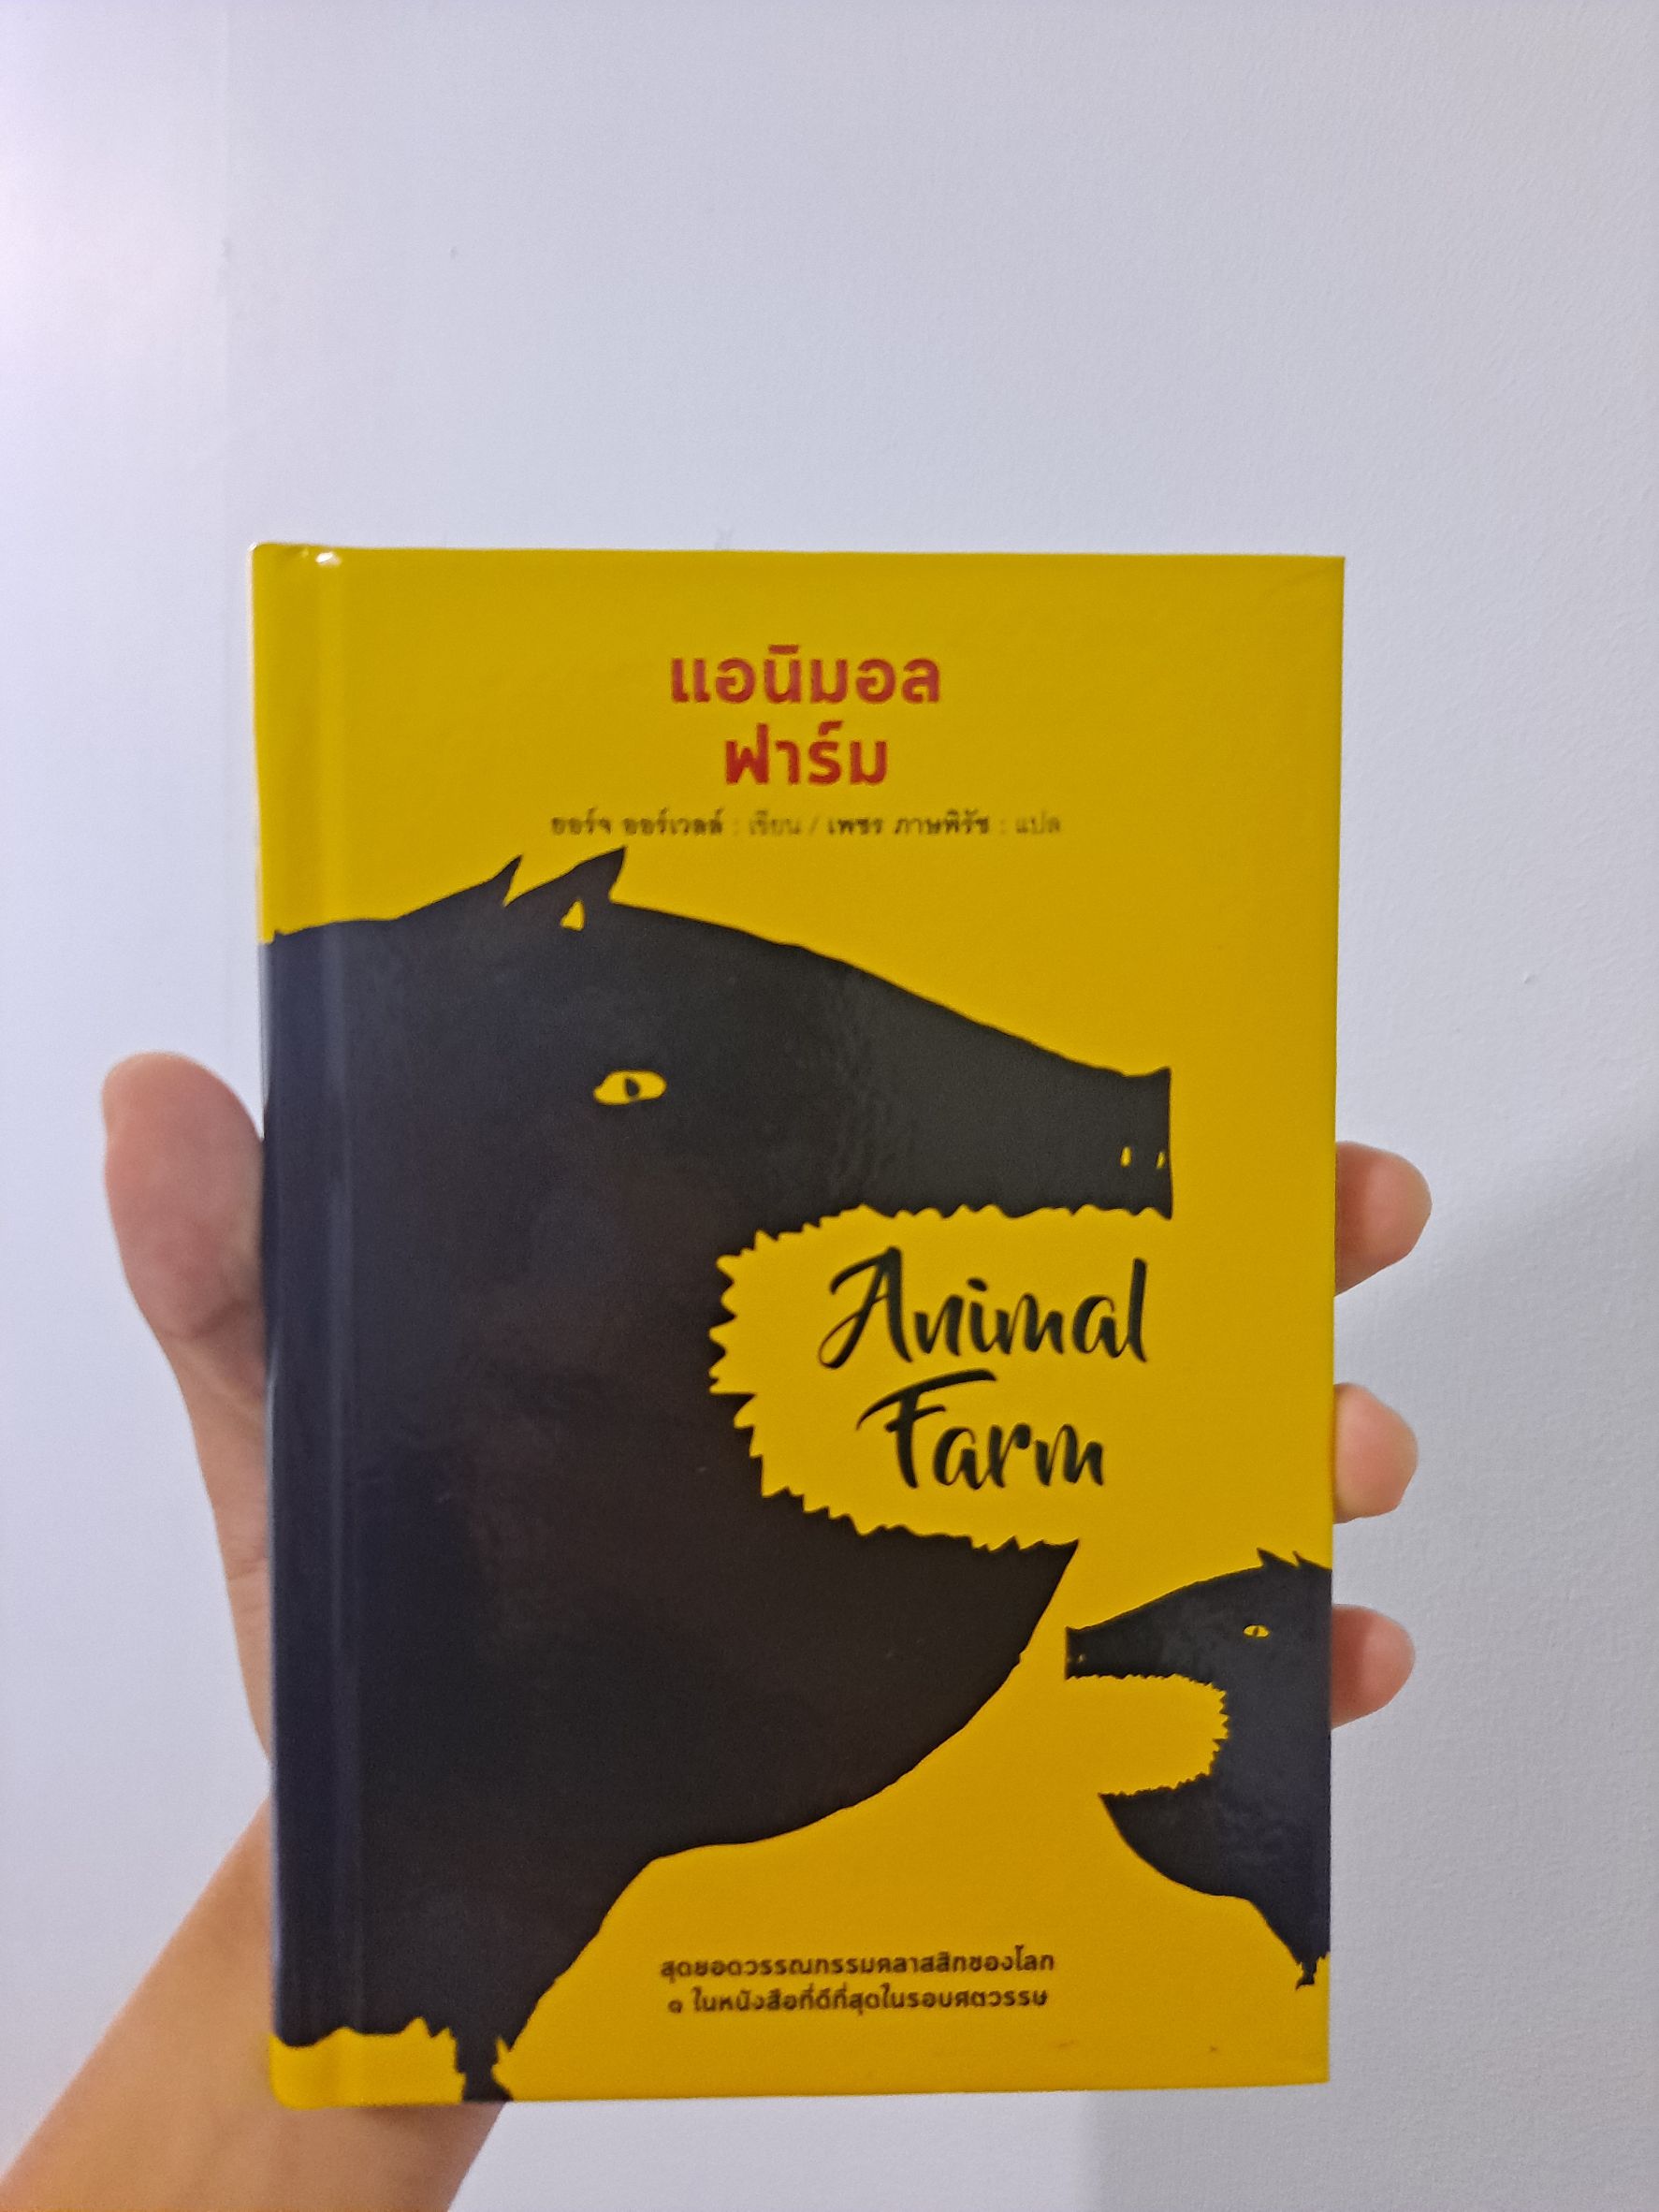 แอนิมอล
ฟาร์ม
ยอร์จ ออร์เวลล์ : เขียน / เพชร ภาษพิรัช : แปล
Animal
Farm
สุดยอดวรรณกรรมคลาสสิกของโลก
๑ ในหนังสือที่ดีที่สุดในรอบศตวรรษ